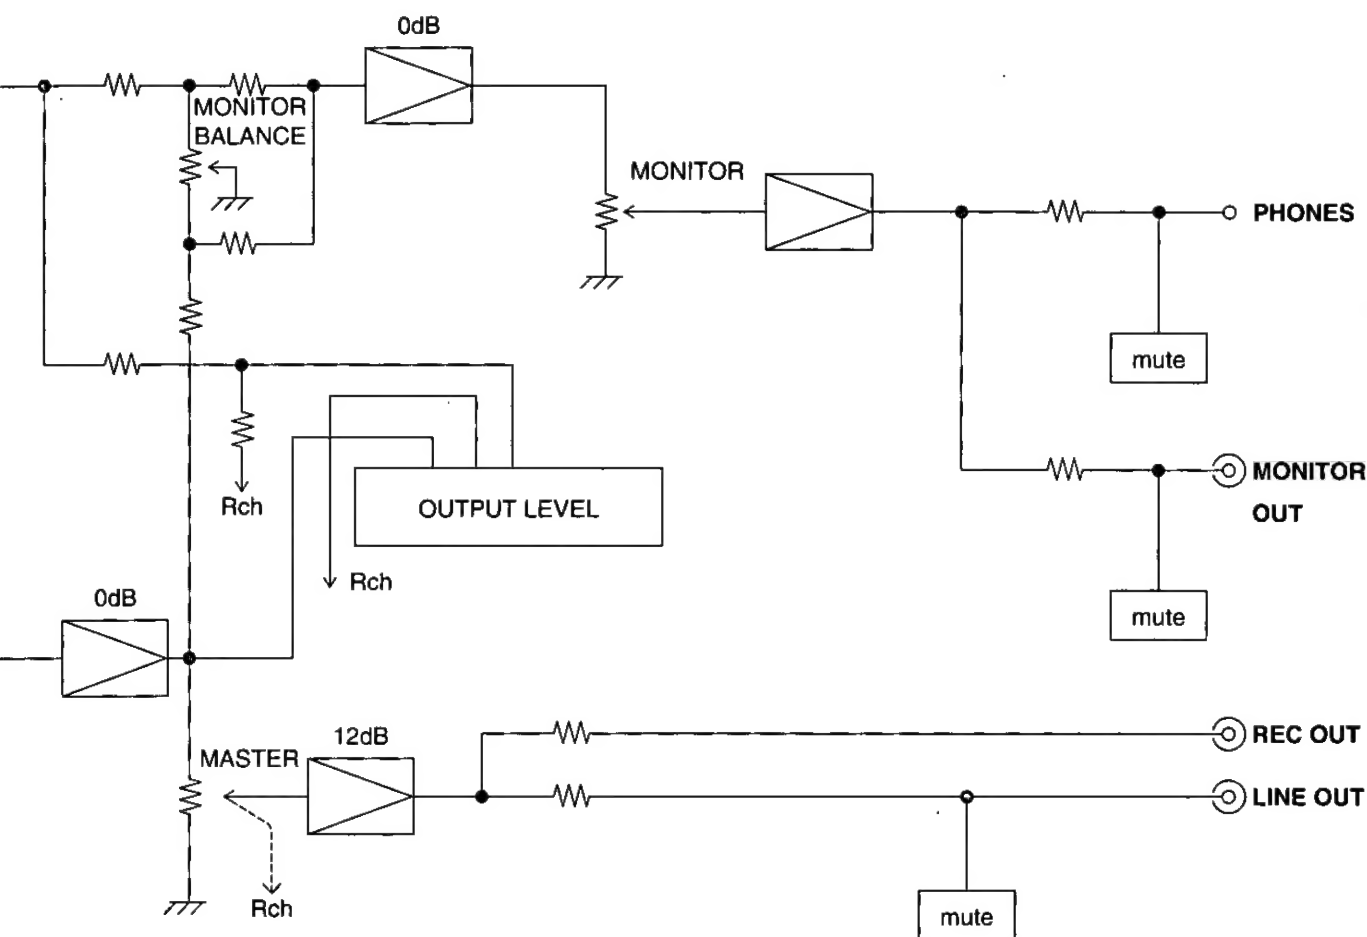 0dB
MONITOR
BALANCE
MONITOR
PHONES
mute
Rch
OUTPUT LEVEL
MONITOR
OUT
Rch
0dB
mute
MASTER
12dB
REC OUT
LINE OUT
Rch
mute